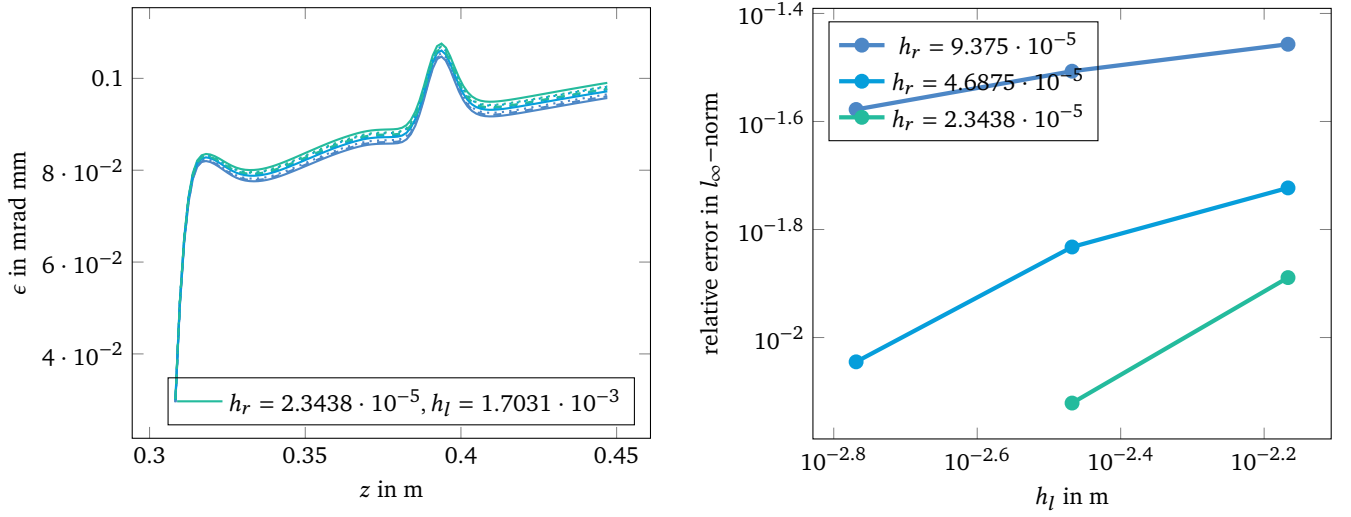 0.1
8 · 10⁻²
6 · 10⁻²
4 · 10⁻²
ϵ in mrad mm
h_r = 2.3438 · 10⁻⁵, h_l = 1.7031 · 10⁻³
0.3 0.35 0.4 0.45
z in m
10^−1.4
10^−1.6
10^−1.8
10^−2
relative error in l_∞−norm
h_r = 9.375 · 10⁻⁵
h_r = 4.6875 · 10⁻⁵
h_r = 2.3438 · 10⁻⁵
10^−2.8 10^−2.6 10^−2.4 10^−2.2
h_l in m